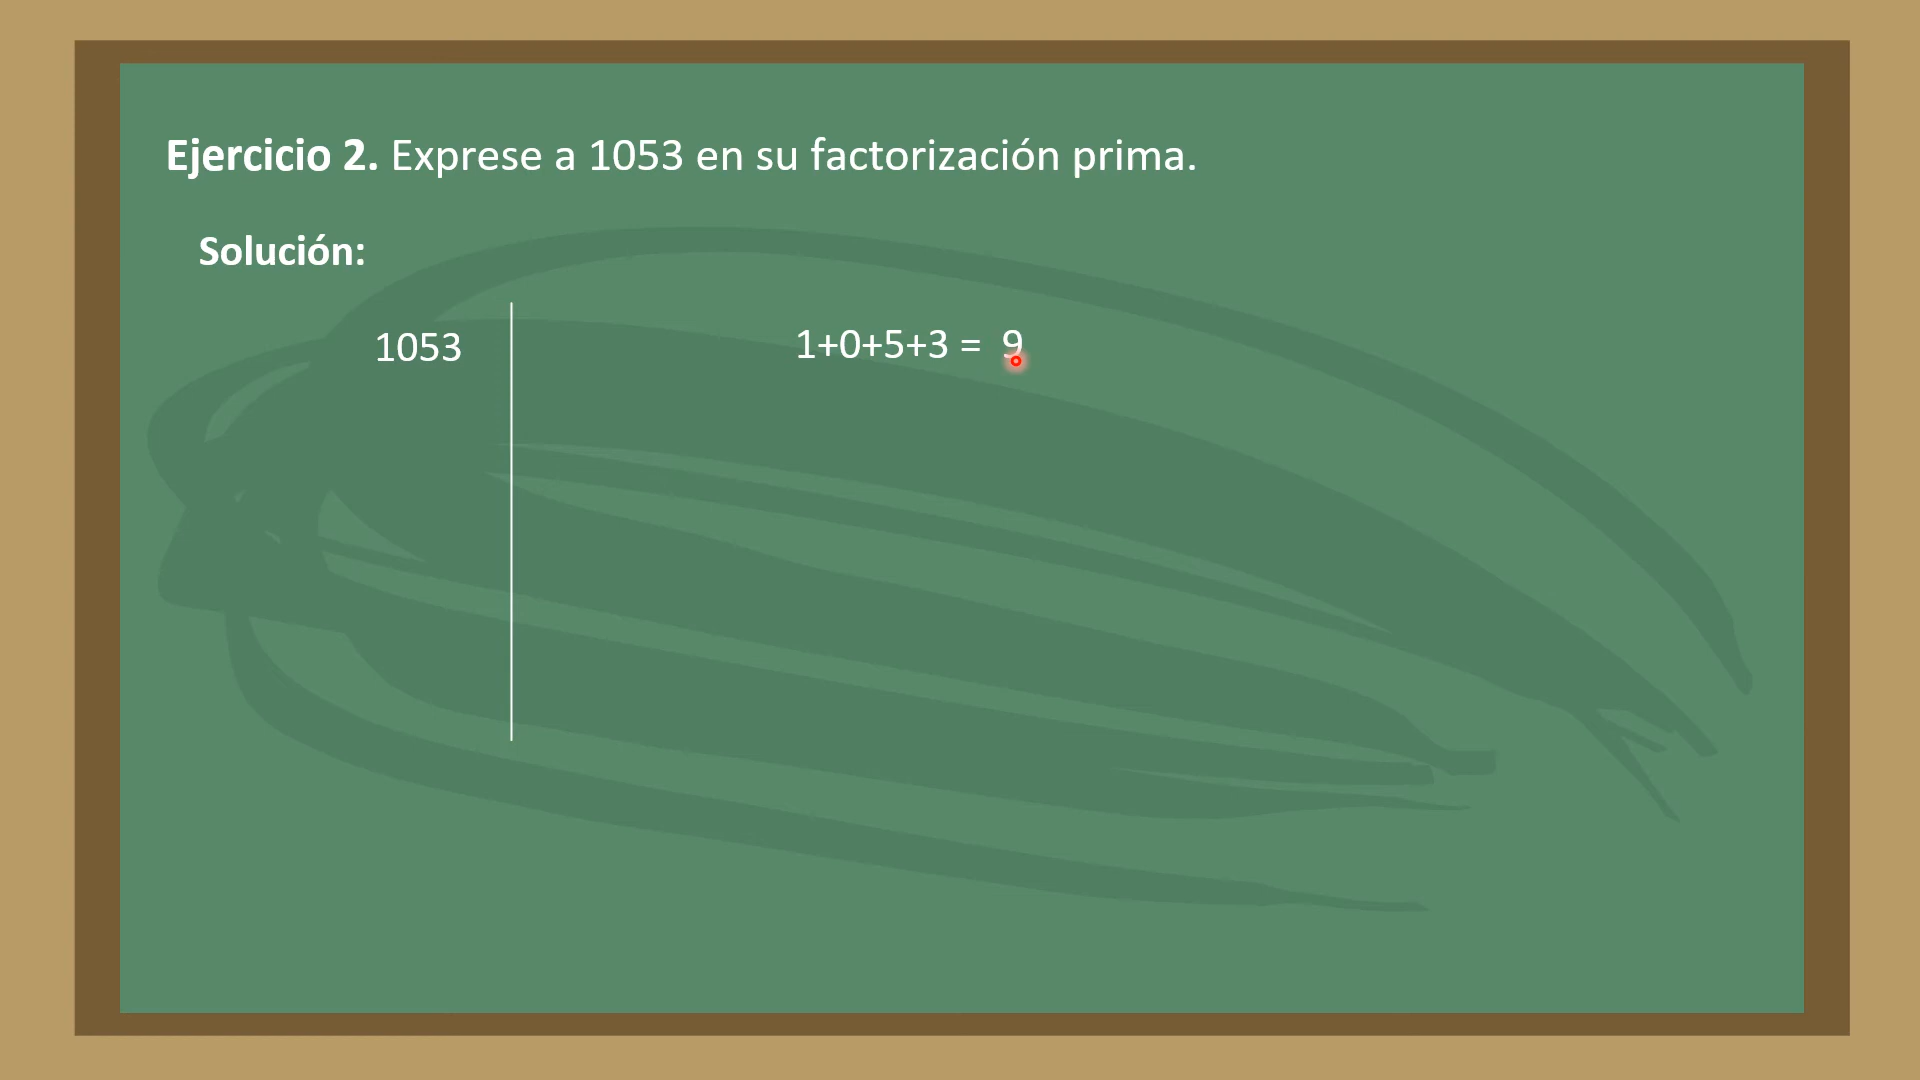 Ejercicio 2. Exprese a 1053 en su factorización prima.
Solución:
1053
1+0+5+3 = 9